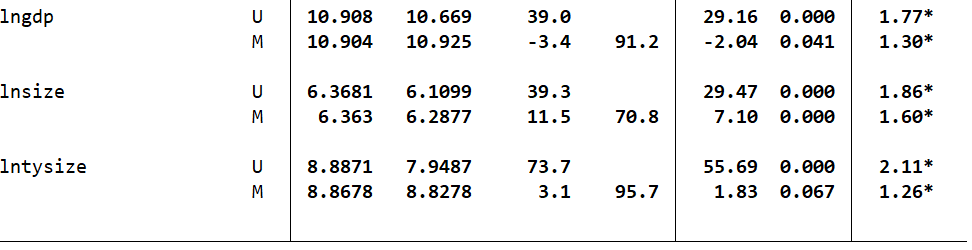 lngdp U 10.908 10.669 39.0 29.16 0.000 1.77*
M 10.904 10.925 -3.4 91.2 -2.04 0.041 1.30*
lnsize U 6.3681 6.1099 39.3 29.47 0.000 1.86*
M 6.363 6.2877 11.5 70.8 7.10 0.000 1.60*
lntysize U 8.8871 7.9487 73.7 55.69 0.000 2.11*
M 8.8678 8.8278 3.1 95.7 1.83 0.067 1.26*